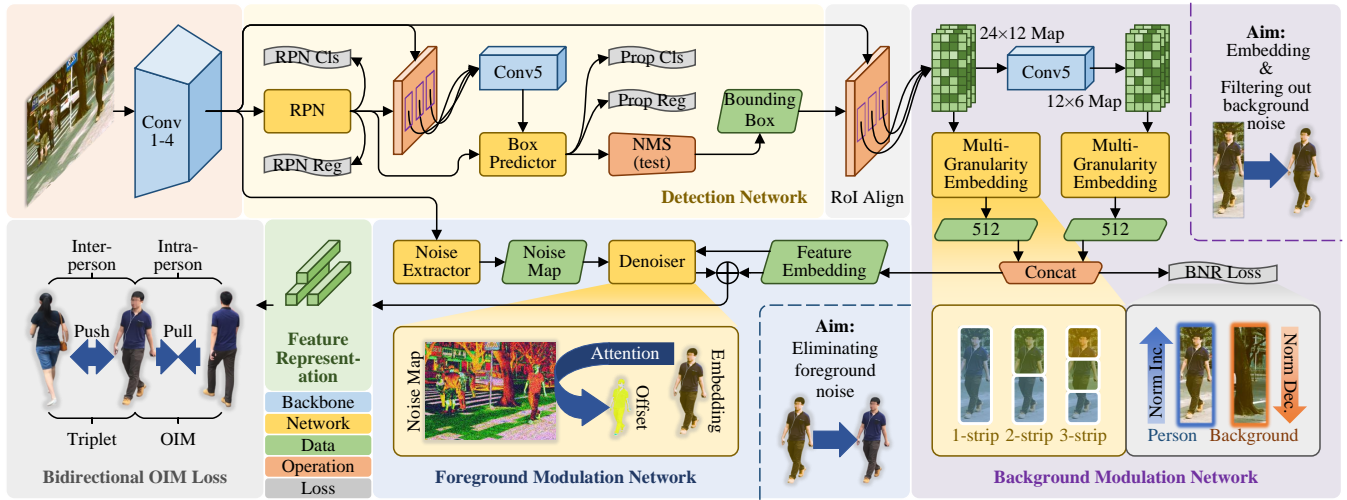 Conv
1-4
RPN Cls
RPN
RPN Reg
Conv5
Box
Predictor
Prop Cls
Prop Reg
NMS
(test)
Bounding
Box
Detection Network
RoI Align
24×12 Map
Conv5
12×6 Map
Multi-
Granularity
Embedding
Multi-
Granularity
Embedding
512
512
Concat
BNR Loss
Aim:
Embedding
&
Filtering out
background
noise
1-strip
2-strip
3-strip
Norm Inc.
Person
Background
Norm Dec.
Background Modulation Network
Noise
Extractor
Noise
Map
Denoiser
Feature
Embedding
Noise Map
Attention
Offset
Embedding
Foreground Modulation Network
Aim:
Eliminating
foreground
noise
Feature
Represent-
ation
Backbone
Network
Data
Operation
Loss
Inter-
person
Intra-
person
Push
Pull
Triplet
OIM
Bidirectional OIM Loss